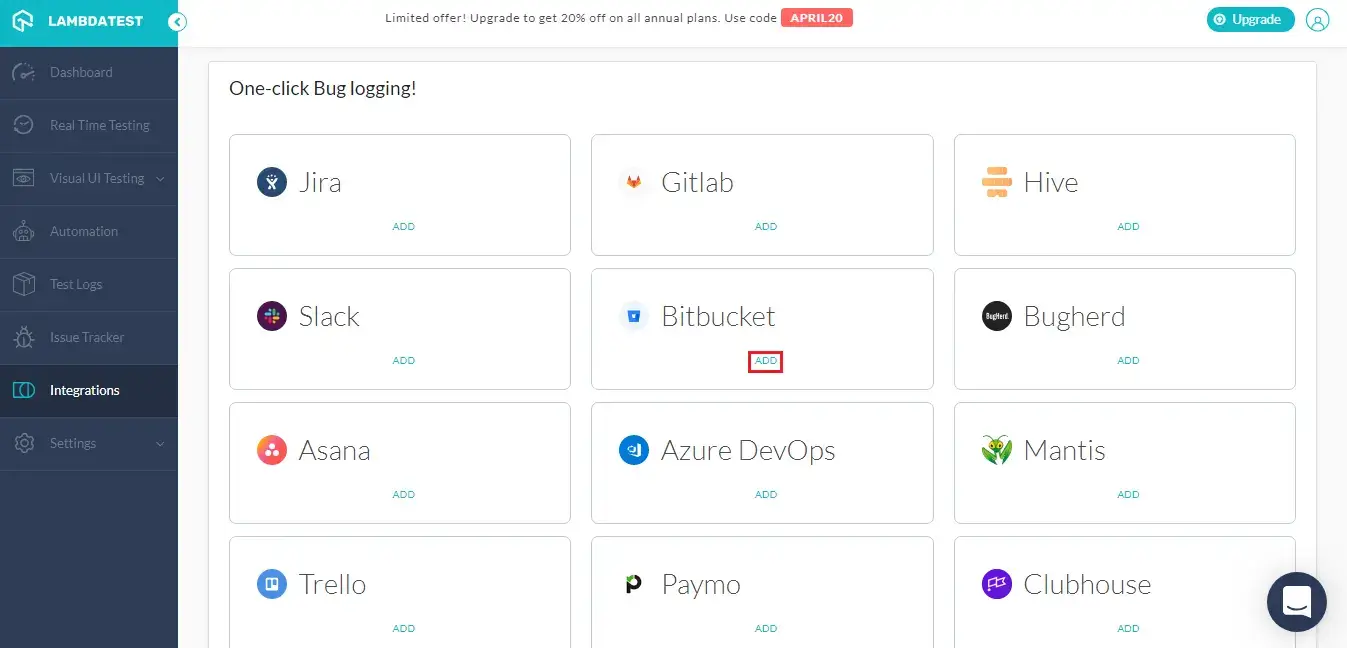 LAMBDATEST
Limited offer! Upgrade to get 20% off on all annual plans. Use code APRIL20
Upgrade
Dashboard
Real Time Testing
Visual UI Testing
Automation
Test Logs
Issue Tracker
Integrations
Settings
One-click Bug logging!
Jira
ADD
Gitlab
ADD
Hive
ADD
Slack
ADD
Bitbucket
ADD
BugHerd.
Bugherd
ADD
Asana
ADD
Azure DevOps
ADD
Mantis
ADD
Trello
ADD
Paymo
ADD
Clubhouse
ADD